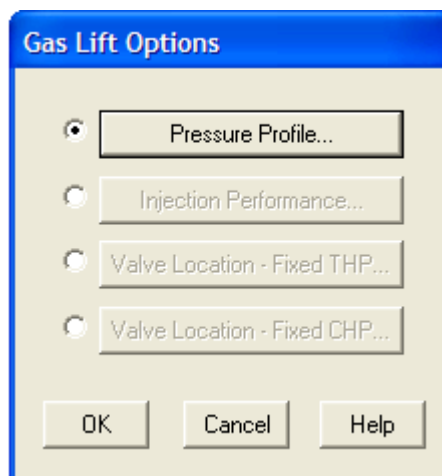 Gas Lift Options
Pressure Profile...
Injection Performance...
Valve Location - Fixed THP...
Valve Location - Fixed CHP...
OK Cancel Help